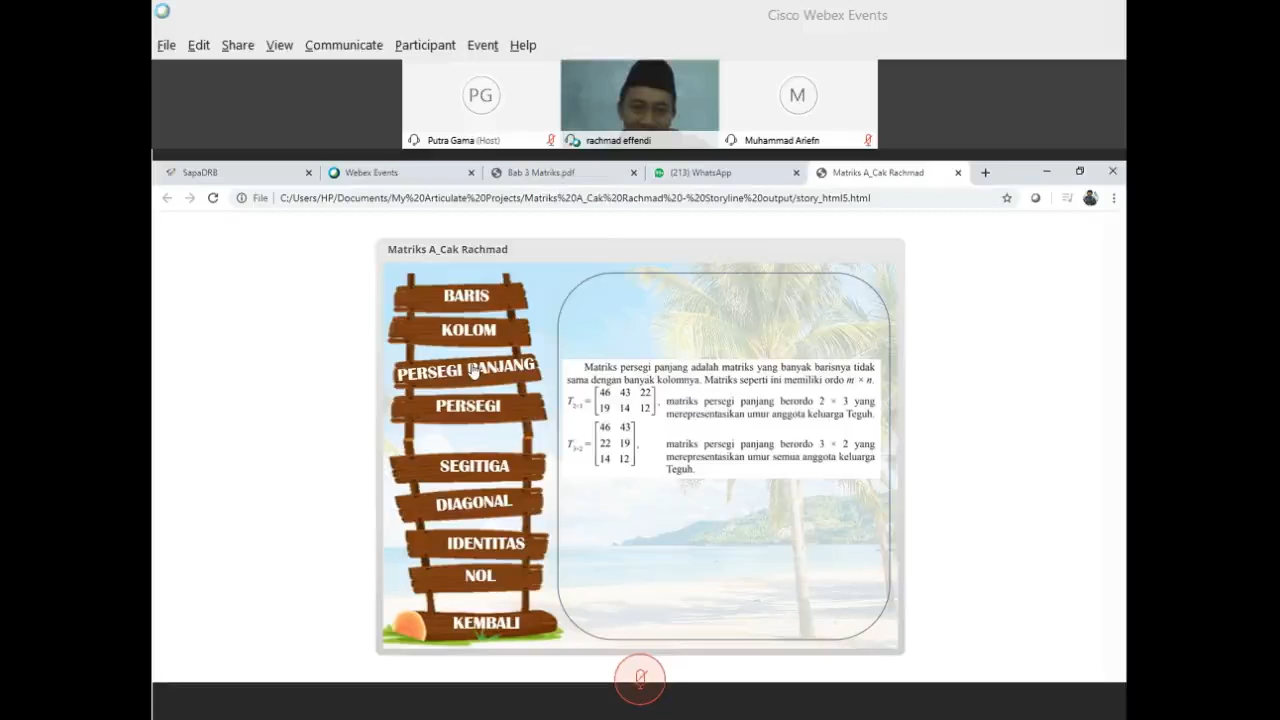 Cisco Webex Events
File Edit Share View Communicate Participant Event Help
PG M
Putra Gama (Host) rachmad effendi Muhammad Ariefn
SapaDRB Webex Events Bab 3 Matriks.pdf (213) WhatsApp Matriks A_Cak Rachmad
File C:/Users/HP/Documents/My%20Articulate%20Projects/Matriks%20A_Cak%20Rachmad%20-%20Storyline%20output/story_html5.html
Matriks A_Cak Rachmad
BARIS
KOLOM
PERSEGI PANJANG
PERSEGI
SEGITIGA
DIAGONAL
IDENTITAS
NOL
KEMBALI
Matriks persegi panjang adalah matriks yang banyak barisnya tidak
sama dengan banyak kolomnya. Matriks seperti ini memiliki ordo m × n.
T2×3 = [46 43 22
19 14 12], matriks persegi panjang berordo 2 × 3 yang
merepresentasikan umur anggota keluarga Teguh.
T3×2 = [46 43
22 19
14 12], matriks persegi panjang berordo 3 × 2 yang
merepresentasikan umur semua anggota keluarga
Teguh.